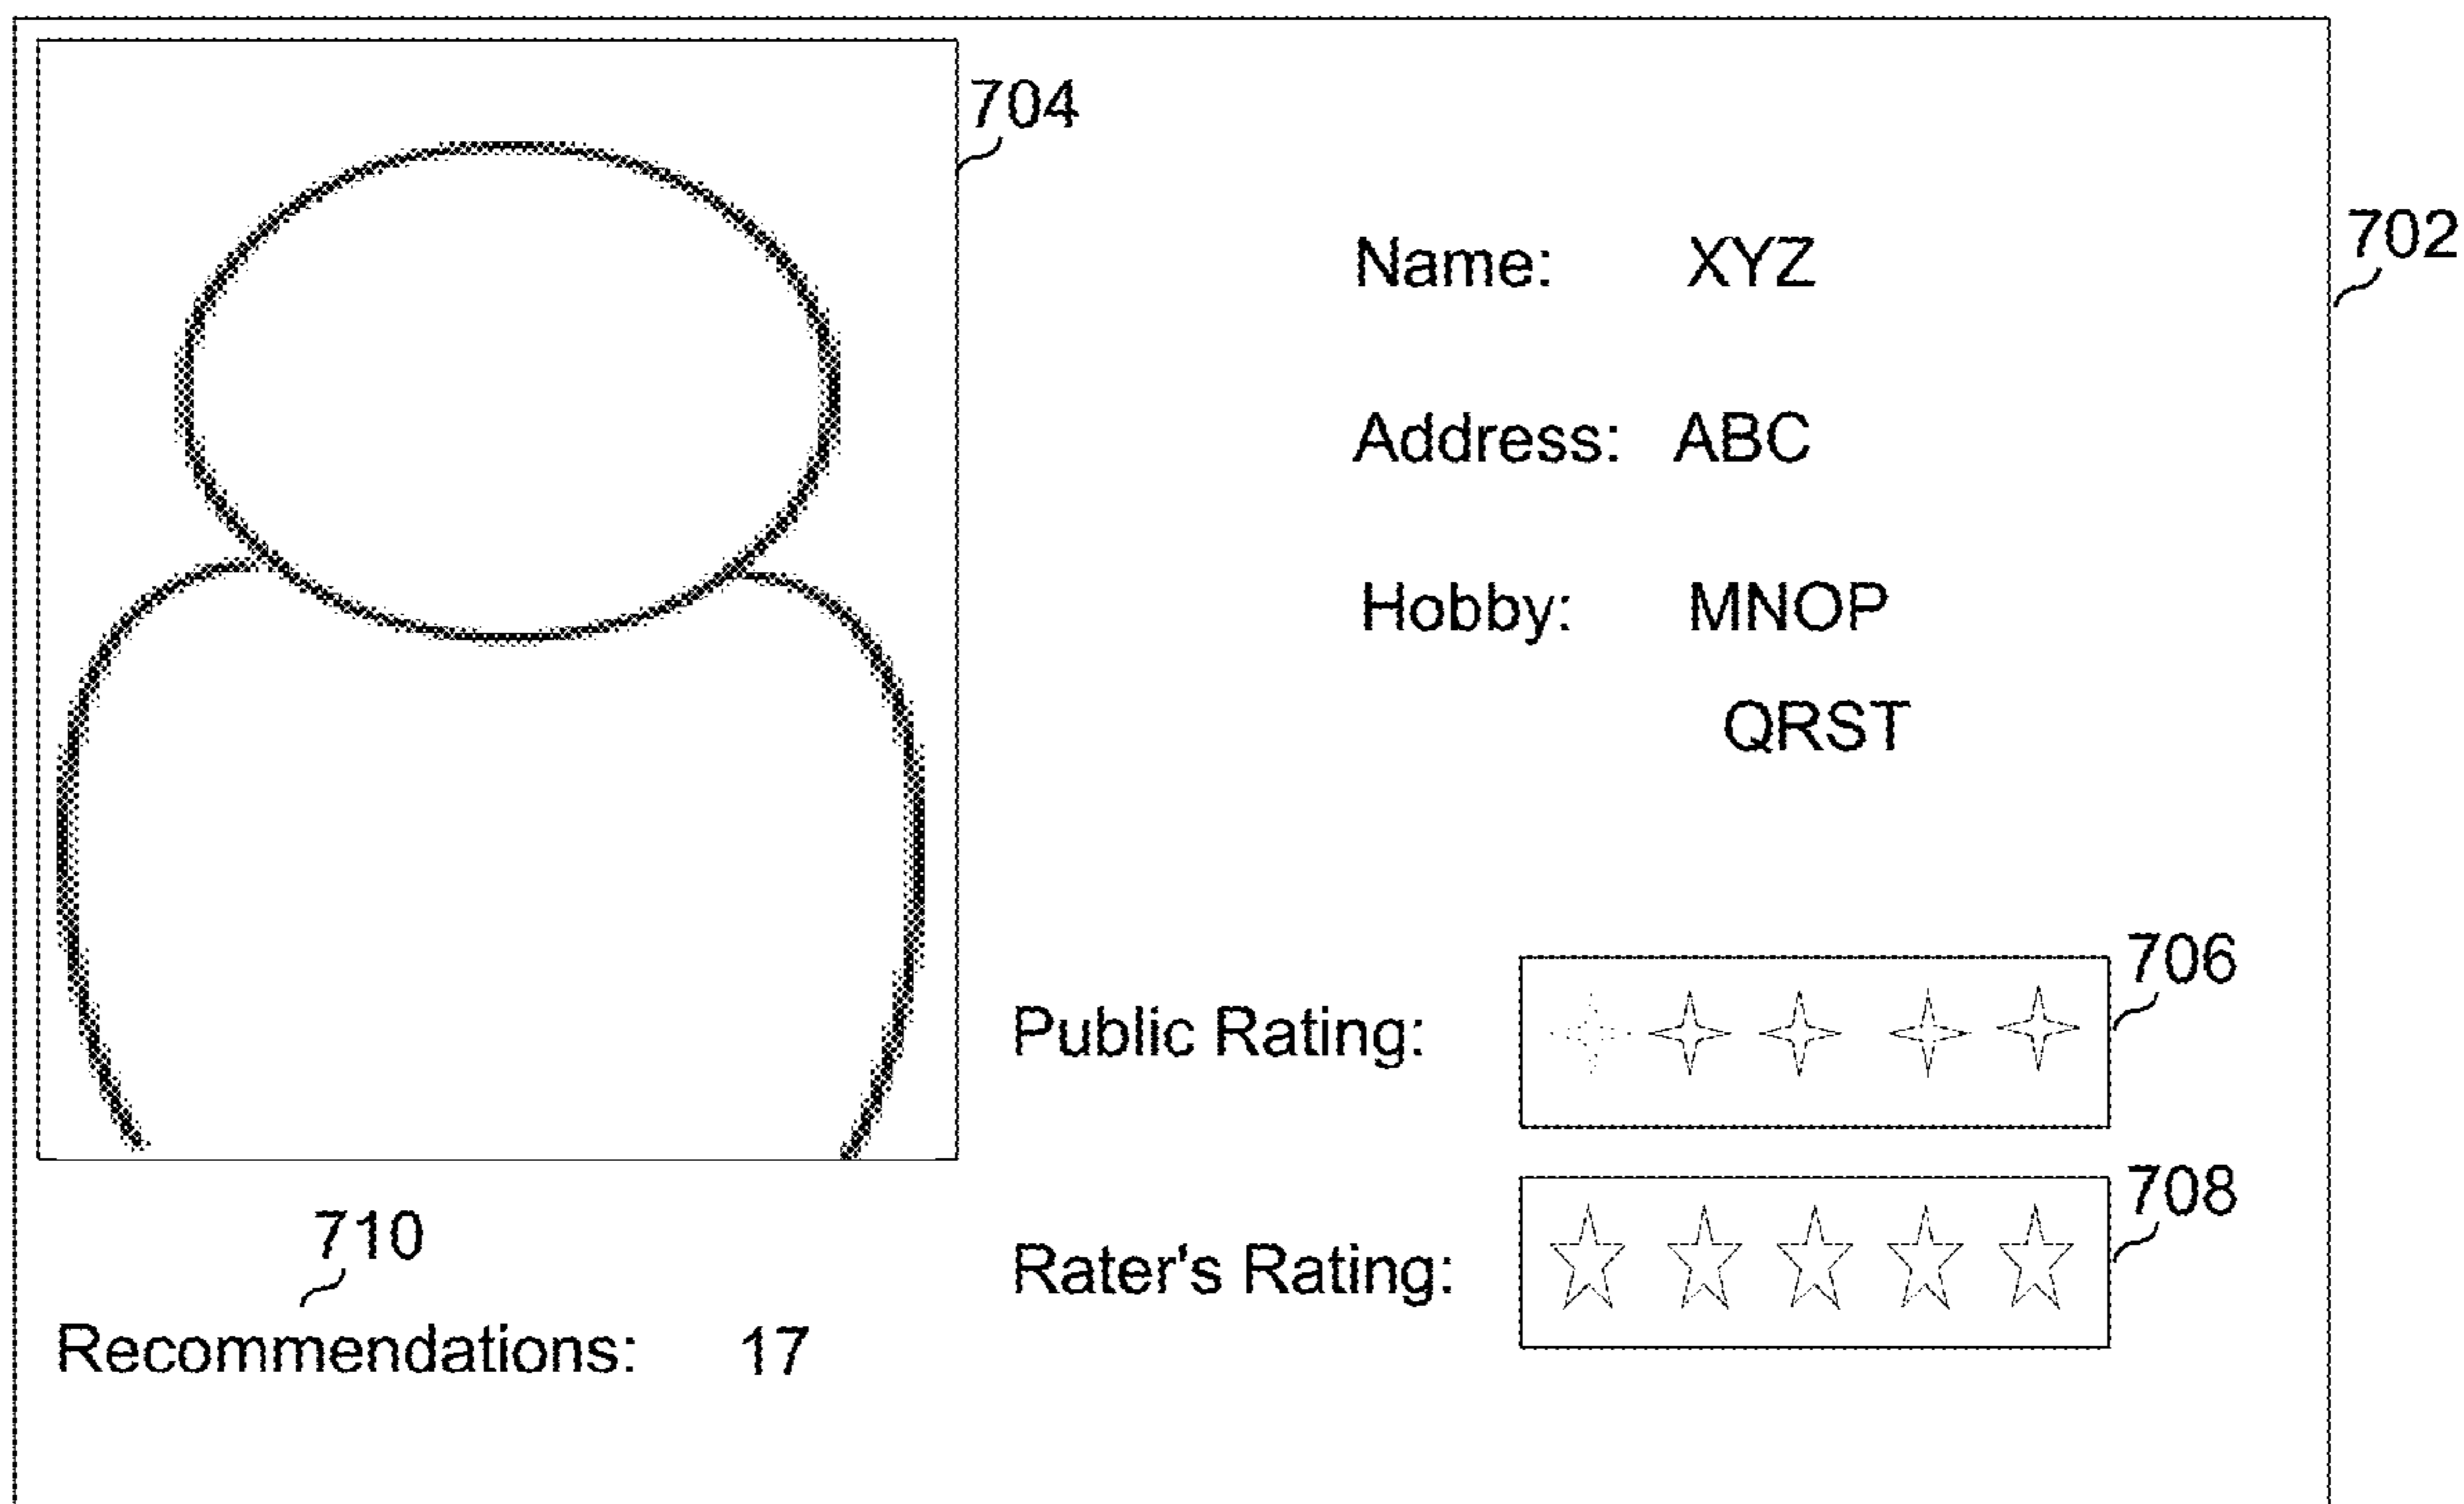 704
702
Name: XYZ
Address: ABC
Hobby: MNOP
QRST
706
Public Rating:
708
Rater's Rating:
710
Recommendations: 17